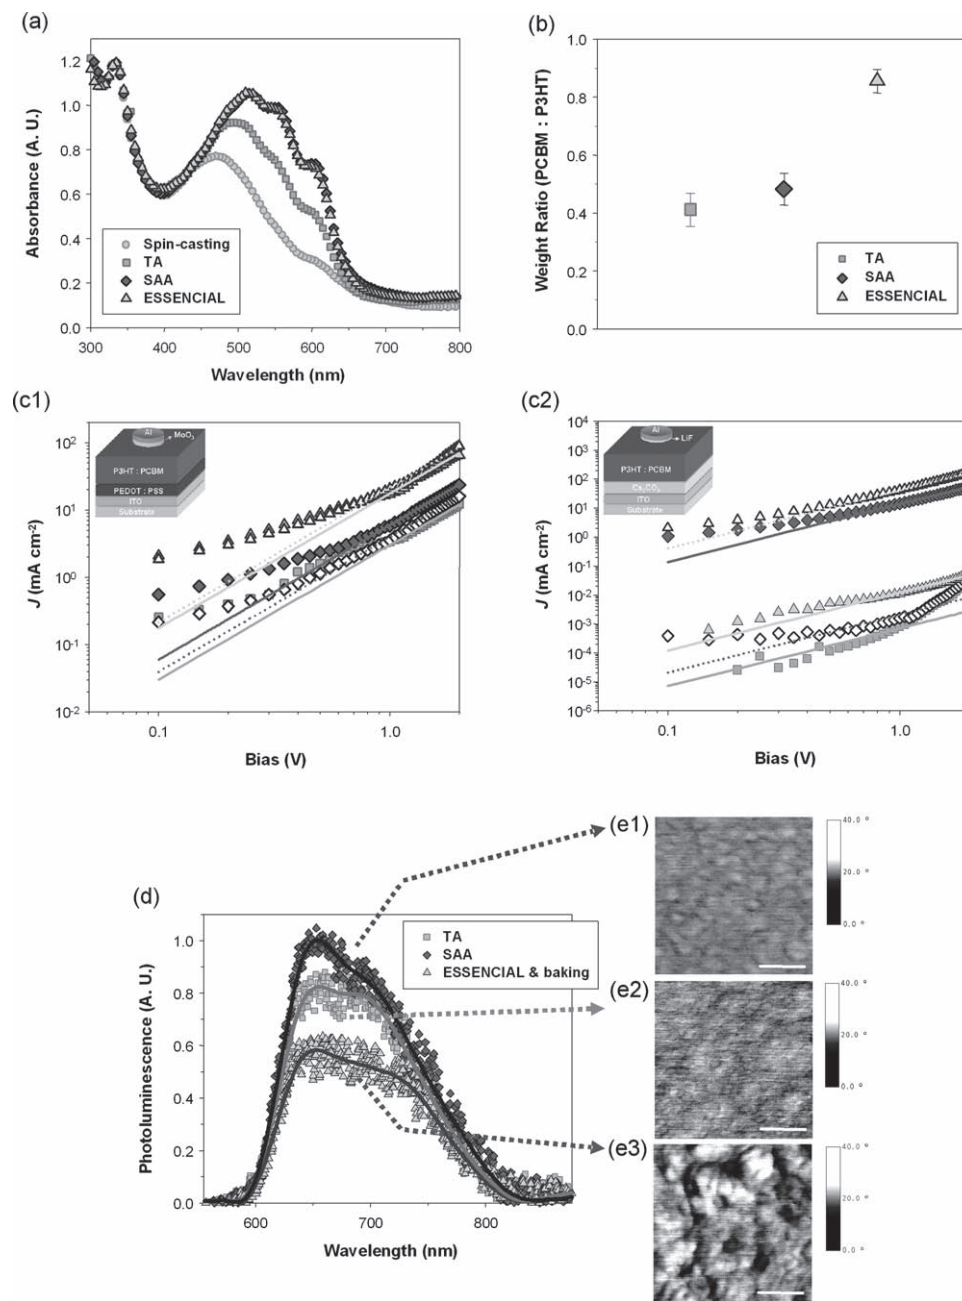 (a)
Absorbance (A. U.)
1.2
1.0
0.8
0.6
0.4
0.2
0.0
Spin-casting
TA
SAA
ESSENCIAL
300 400 500 600 700 800
Wavelength (nm)
(b)
Weight Ratio (PCBM : P3HT)
1.0
0.8
0.6
0.4
0.2
0.0
TA
SAA
ESSENCIAL
(c1)
J (mA cm⁻²)
10²
10¹
10⁰
10⁻¹
10⁻²
Al
MoO₃
P3HT : PCBM
PEDOT : PSS
ITO
Substrate
0.1 1.0
Bias (V)
(c2)
J (mA cm⁻²)
10⁴
10³
10²
10¹
10⁰
10⁻¹
10⁻²
10⁻³
10⁻⁴
10⁻⁵
10⁻⁶
Al
LiF
P3HT : PCBM
Cs₂CO₃
ITO
Substrate
0.1 1.0
Bias (V)
(d)
Photoluminescence (A. U.)
1.0
0.8
0.6
0.4
0.2
0.0
TA
SAA
ESSENCIAL & baking
600 700 800
Wavelength (nm)
(e1)
40.0 °
20.0 °
0.0 °
(e2)
40.0 °
20.0 °
0.0 °
(e3)
40.0 °
20.0 °
0.0 °